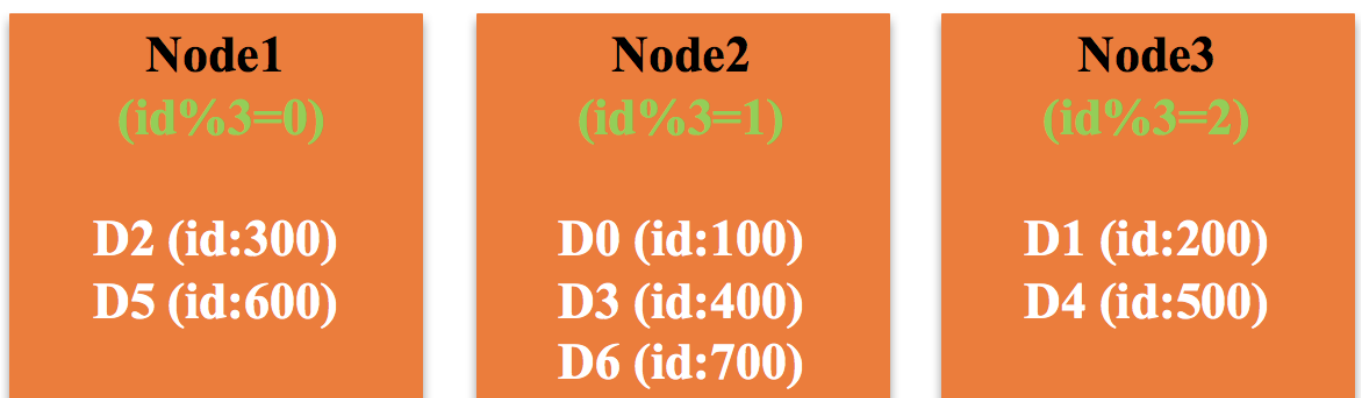 Node1
(id%3=0)
D2 (id:300)
D5 (id:600)
Node2
(id%3=1)
D0 (id:100)
D3 (id:400)
D6 (id:700)
Node3
(id%3=2)
D1 (id:200)
D4 (id:500)